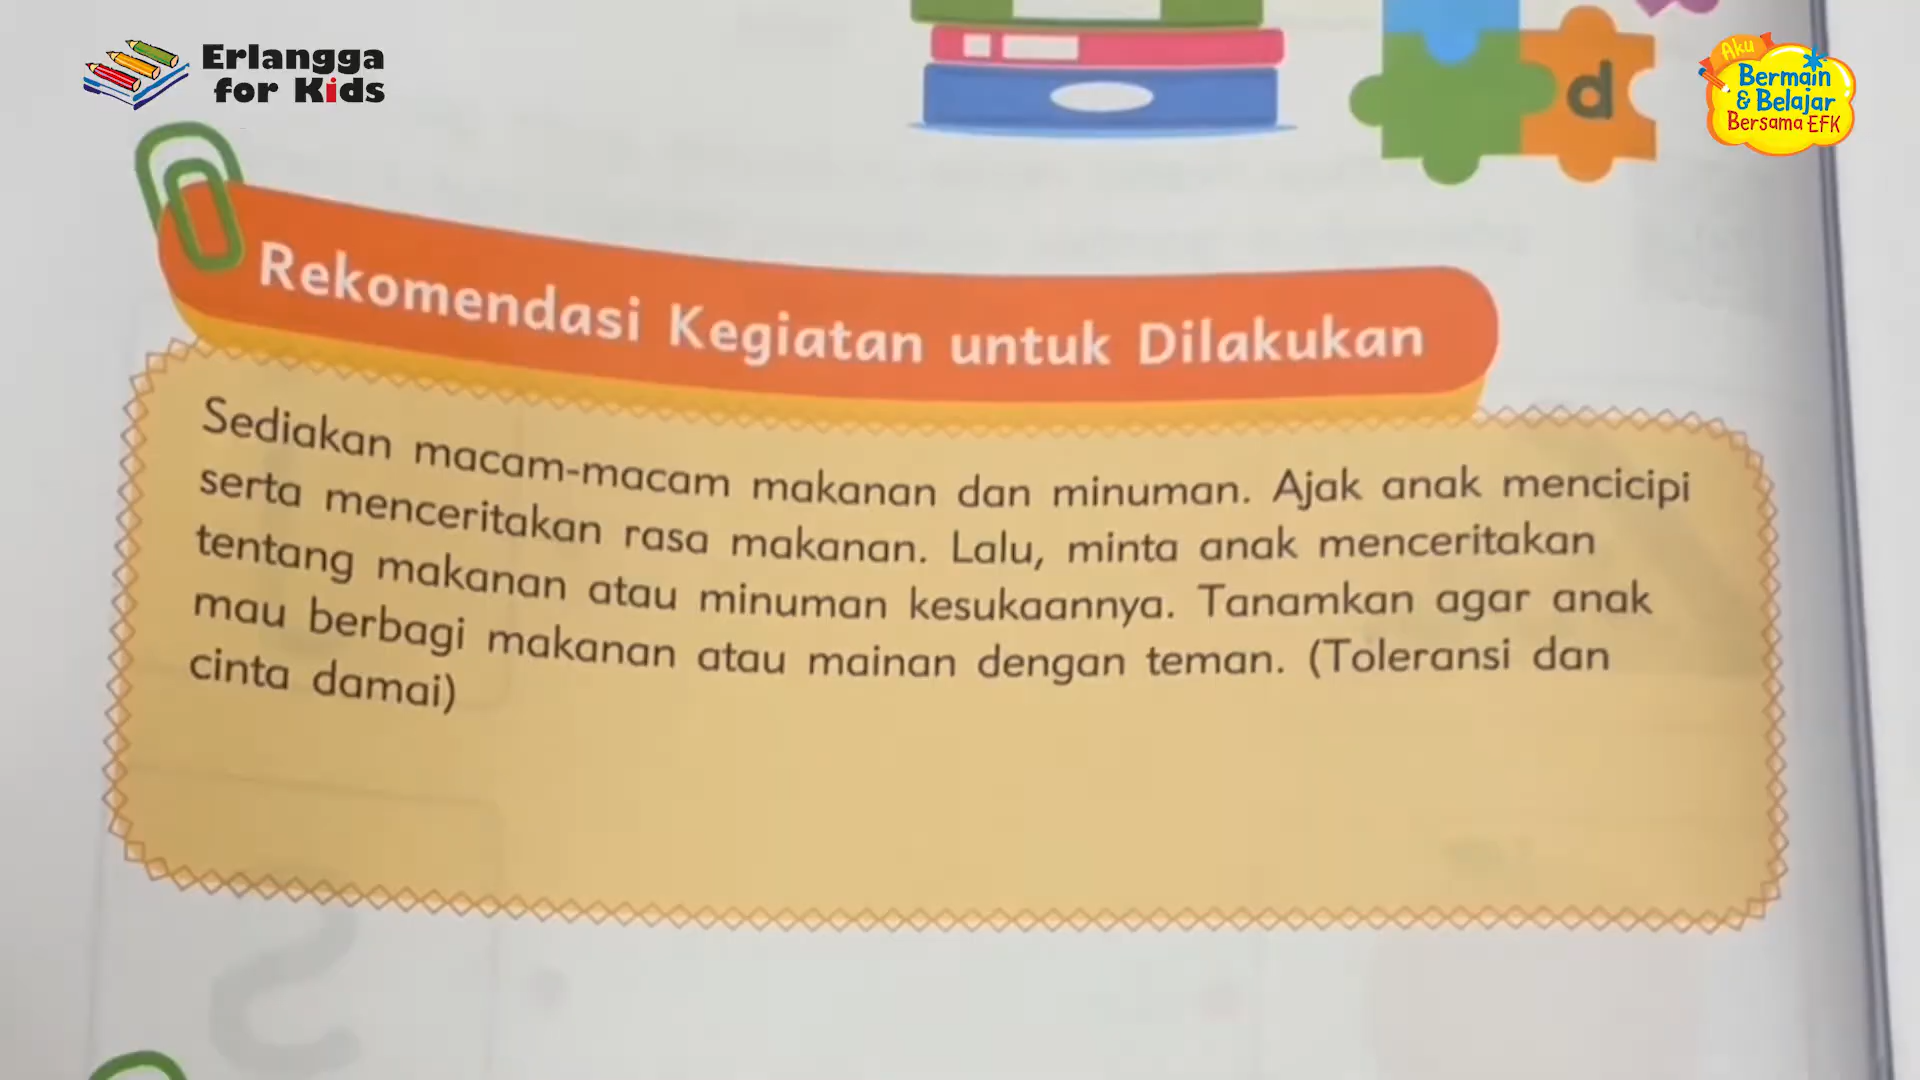 Erlangga
for Kids
Aku
Bermain
& Belajar
Bersama EFK
d
Rekomendasi Kegiatan untuk Dilakukan
Sediakan macam-macam makanan dan minuman. Ajak anak mencicipi
serta menceritakan rasa makanan. Lalu, minta anak menceritakan
tentang makanan atau minuman kesukaannya. Tanamkan agar anak
mau berbagi makanan atau mainan dengan teman. (Toleransi dan
cinta damai)